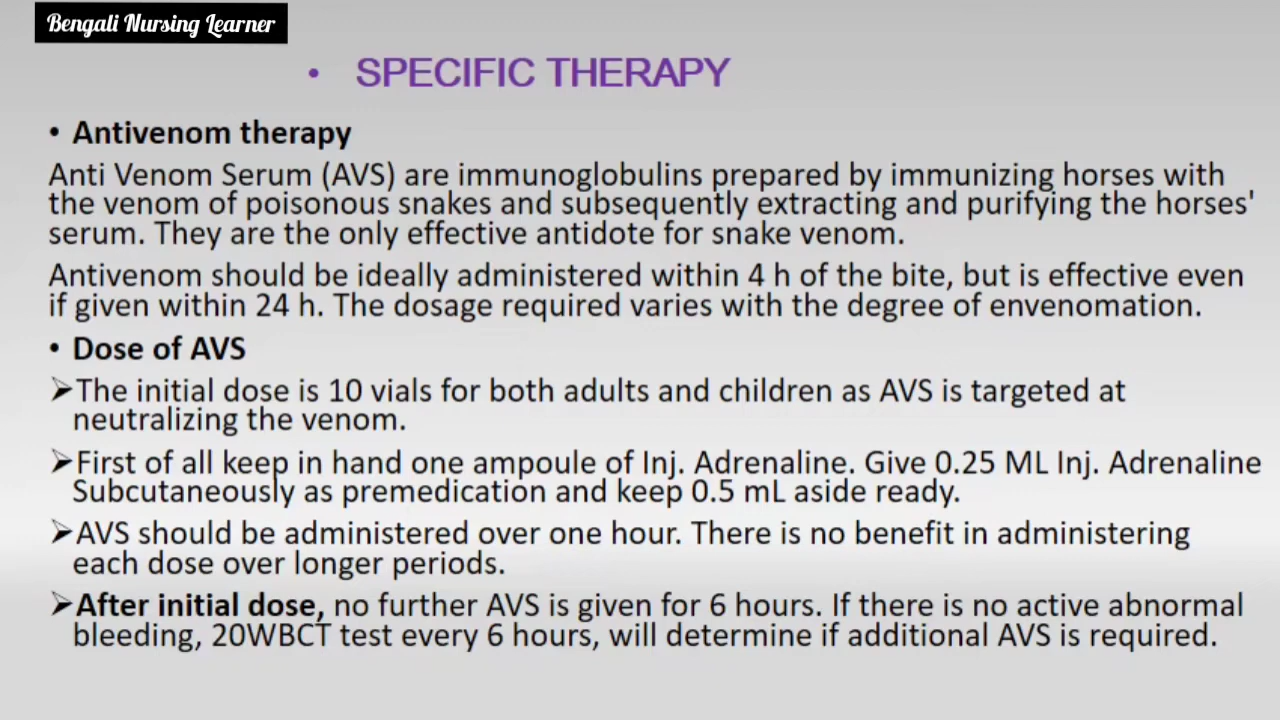 Bengali Nursing Learner
• SPECIFIC THERAPY
• Antivenom therapy
Anti Venom Serum (AVS) are immunoglobulins prepared by immunizing horses with
the venom of poisonous snakes and subsequently extracting and purifying the horses'
serum. They are the only effective antidote for snake venom.
Antivenom should be ideally administered within 4 h of the bite, but is effective even
if given within 24 h. The dosage required varies with the degree of envenomation.
• Dose of AVS
➢The initial dose is 10 vials for both adults and children as AVS is targeted at
neutralizing the venom.
➢First of all keep in hand one ampoule of Inj. Adrenaline. Give 0.25 ML Inj. Adrenaline
Subcutaneously as premedication and keep 0.5 mL aside ready.
➢AVS should be administered over one hour. There is no benefit in administering
each dose over longer periods.
➢After initial dose, no further AVS is given for 6 hours. If there is no active abnormal
bleeding, 20WBCT test every 6 hours, will determine if additional AVS is required.